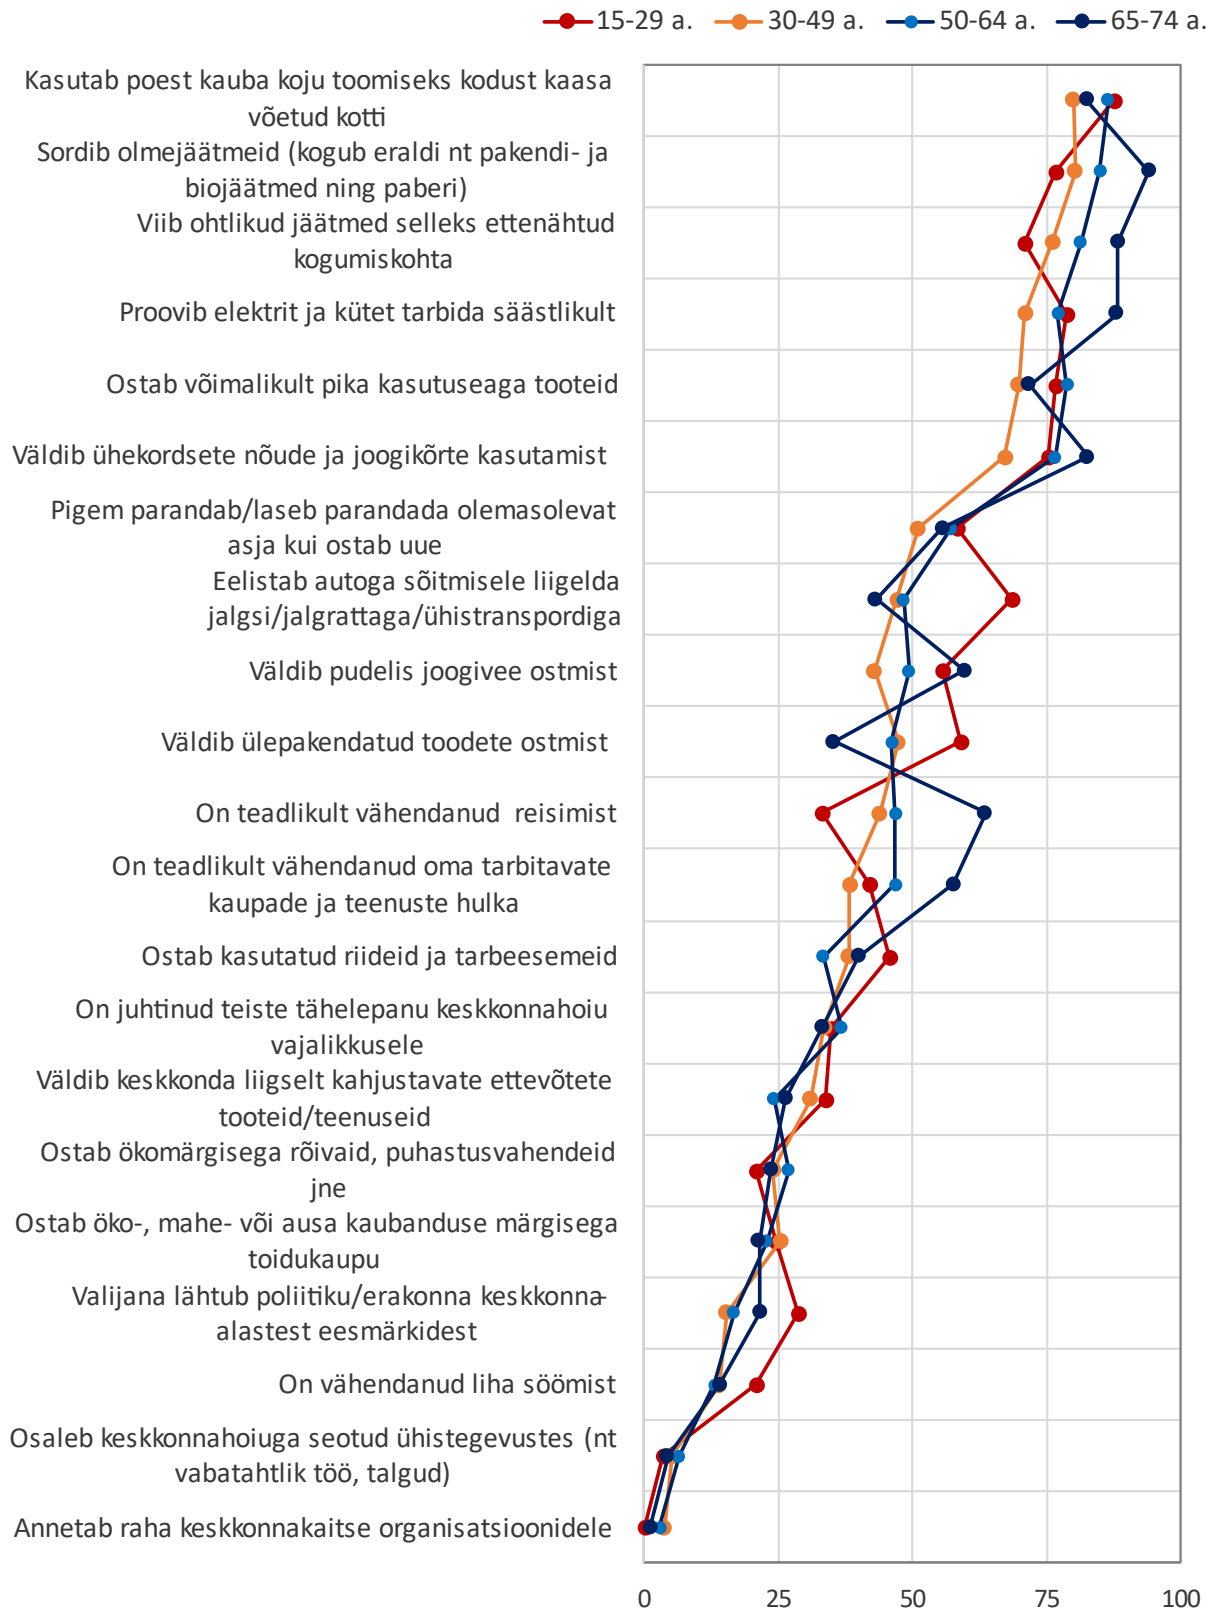 15-29 a. 30-49 a. 50-64 a. 65-74 a.
Kasutab poest kauba koju toomiseks kodust kaasa
võetud kotti
Sordib olmejäätmeid (kogub eraldi nt pakendi- ja
biojäätmed ning paberi)
Viib ohtlikud jäätmed selleks ettenähtud
kogumiskohta
Proovib elektrit ja kütet tarbida säästlikult
Ostab võimalikult pika kasutuseaga tooteid
Väldib ühekordsete nõude ja joogikõrte kasutamist
Pigem parandab/laseb parandada olemasolevat
asja kui ostab uue
Eelistab autoga sõitmisele liigelda
jalgsi/jalgrattaga/ühistranspordiga
Väldib pudelis joogivee ostmist
Väldib ülepakendatud toodete ostmist
On teadlikult vähendanud reisimist
On teadlikult vähendanud oma tarbitavate
kaupade ja teenuste hulka
Ostab kasutatud riideid ja tarbeesemeid
On juhtinud teiste tähelepanu keskkonnahoiu
vajalikkusele
Väldib keskkonda liigselt kahjustavate ettevõtete
tooteid/teenuseid
Ostab ökomärgisega rõivaid, puhastusvahendeid
jne
Ostab öko-, mahe- või ausa kaubanduse märgisega
toidukaupu
Valijana lähtub poliitiku/erakonna keskkonna-
alastest eesmärkidest
On vähendanud liha söömist
Osaleb keskkonnahoiuga seotud ühistegevustes (nt
vabatahtlik töö, talgud)
Annetab raha keskkonnakaitse organisatsioonidele
0 25 50 75 100